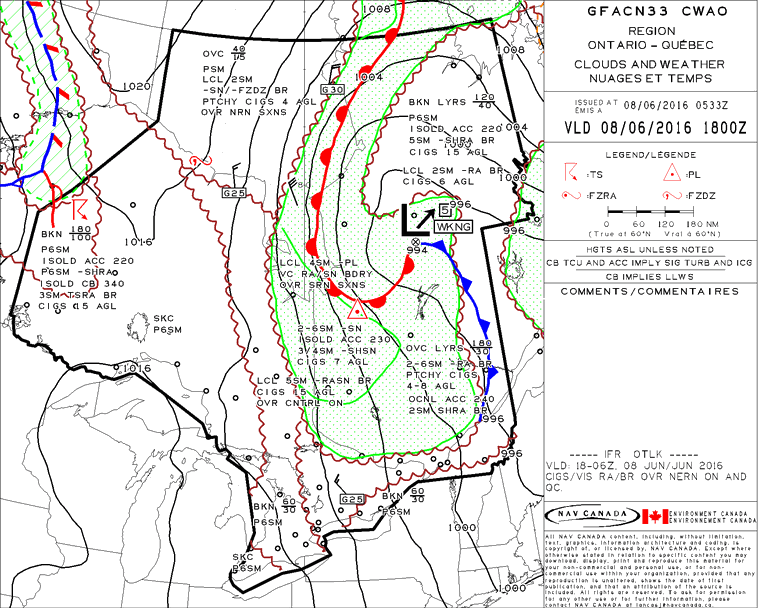 GFACN33 CWAO
REGION
ONTARIO - QUÉBEC
CLOUDS AND WEATHER
NUAGES ET TEMPS
ISSUED AT 08/06/2016 0533Z
ÉMIS A
VLD 08/06/2016 1800Z
LEGEND/LÉGENDE
:TS
:PL
:FZRA
:FZDZ
0 60 120 180 NM
(True at 60°N Vrai à 60°N)
HGTS ASL UNLESS NOTED
CB TCU AND ACC IMPLY SIG TURB AND ICG
CB IMPLIES LLWS
COMMENTS/COMMENTAIRES
----- IFR OTLK -----
VLD: 18-06Z, 08 JUN/JUN 2016
CIGS/VIS RA/BR OVR NERN ON AND
QC.
NAV CANADA
ENVIRONMENT CANADA
ENVIRONNEMENT CANADA
All NAV CANADA content, including, without limitation,
text, graphics, information architecture and coding, is
copyright of, or licensed by, NAV CANADA. Except where
otherwise stated in relation to specific content you may
download, display, print and reproduce this material for
your non-commercial and personal use, or for non-
commercial use within your organization, provided that any
reproduction is unaltered, shows the date of first
publication, and that an attribution of the source is
included. All rights are reserved. To ask for permission
for any other use or for further information, please
1008
1008
1020
1004
1004
1000
996
996
1016
994
1016
996
996
1000
1000
OVC 40
15
PSM
LCL 2SM
-SN/-FZDZ BR
PTCHY CIGS 4 AGL
OVR NRN SXNS
G30
G25
BKN LYRS 120
40
P6SM
ISOLD ACC 220
5SM -SHRA BR
CIGS 15 AGL
LCL 2SM -RA BR
CIGS 6 AGL
5
WKNG
BKN 180
100
P6SM
ISOLD ACC 220
P6SM -SHRA
ISOLD CB 340
3SM TSRA BR
CIGS 15 AGL
SKC
P6SM
LCL 4SM -PL
VC RA/SN BDRY
OVR SRN SXNS
2-6SM -SN
ISOLD ACC 230
3V4SM -SHSN
CIGS 7 AGL
LCL 5SM -RASN BR
CIGS 15 AGL
OVR CNTRL ON
OVC LYRS 180
30
2-6SM -RA BR
PTCHY CIGS
4-8 AGL
OCNL ACC 240
2SM SHRA BR
G25
BKN 60
30
P6SM
BKN 60
30
P6SM
SKC
P6SM